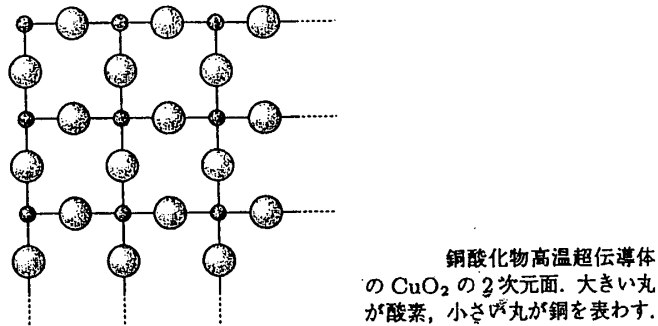 銅酸化物高温超伝導体
の CuO₂ の 2 次元面. 大きい丸
が酸素, 小さい丸が銅を表わす.